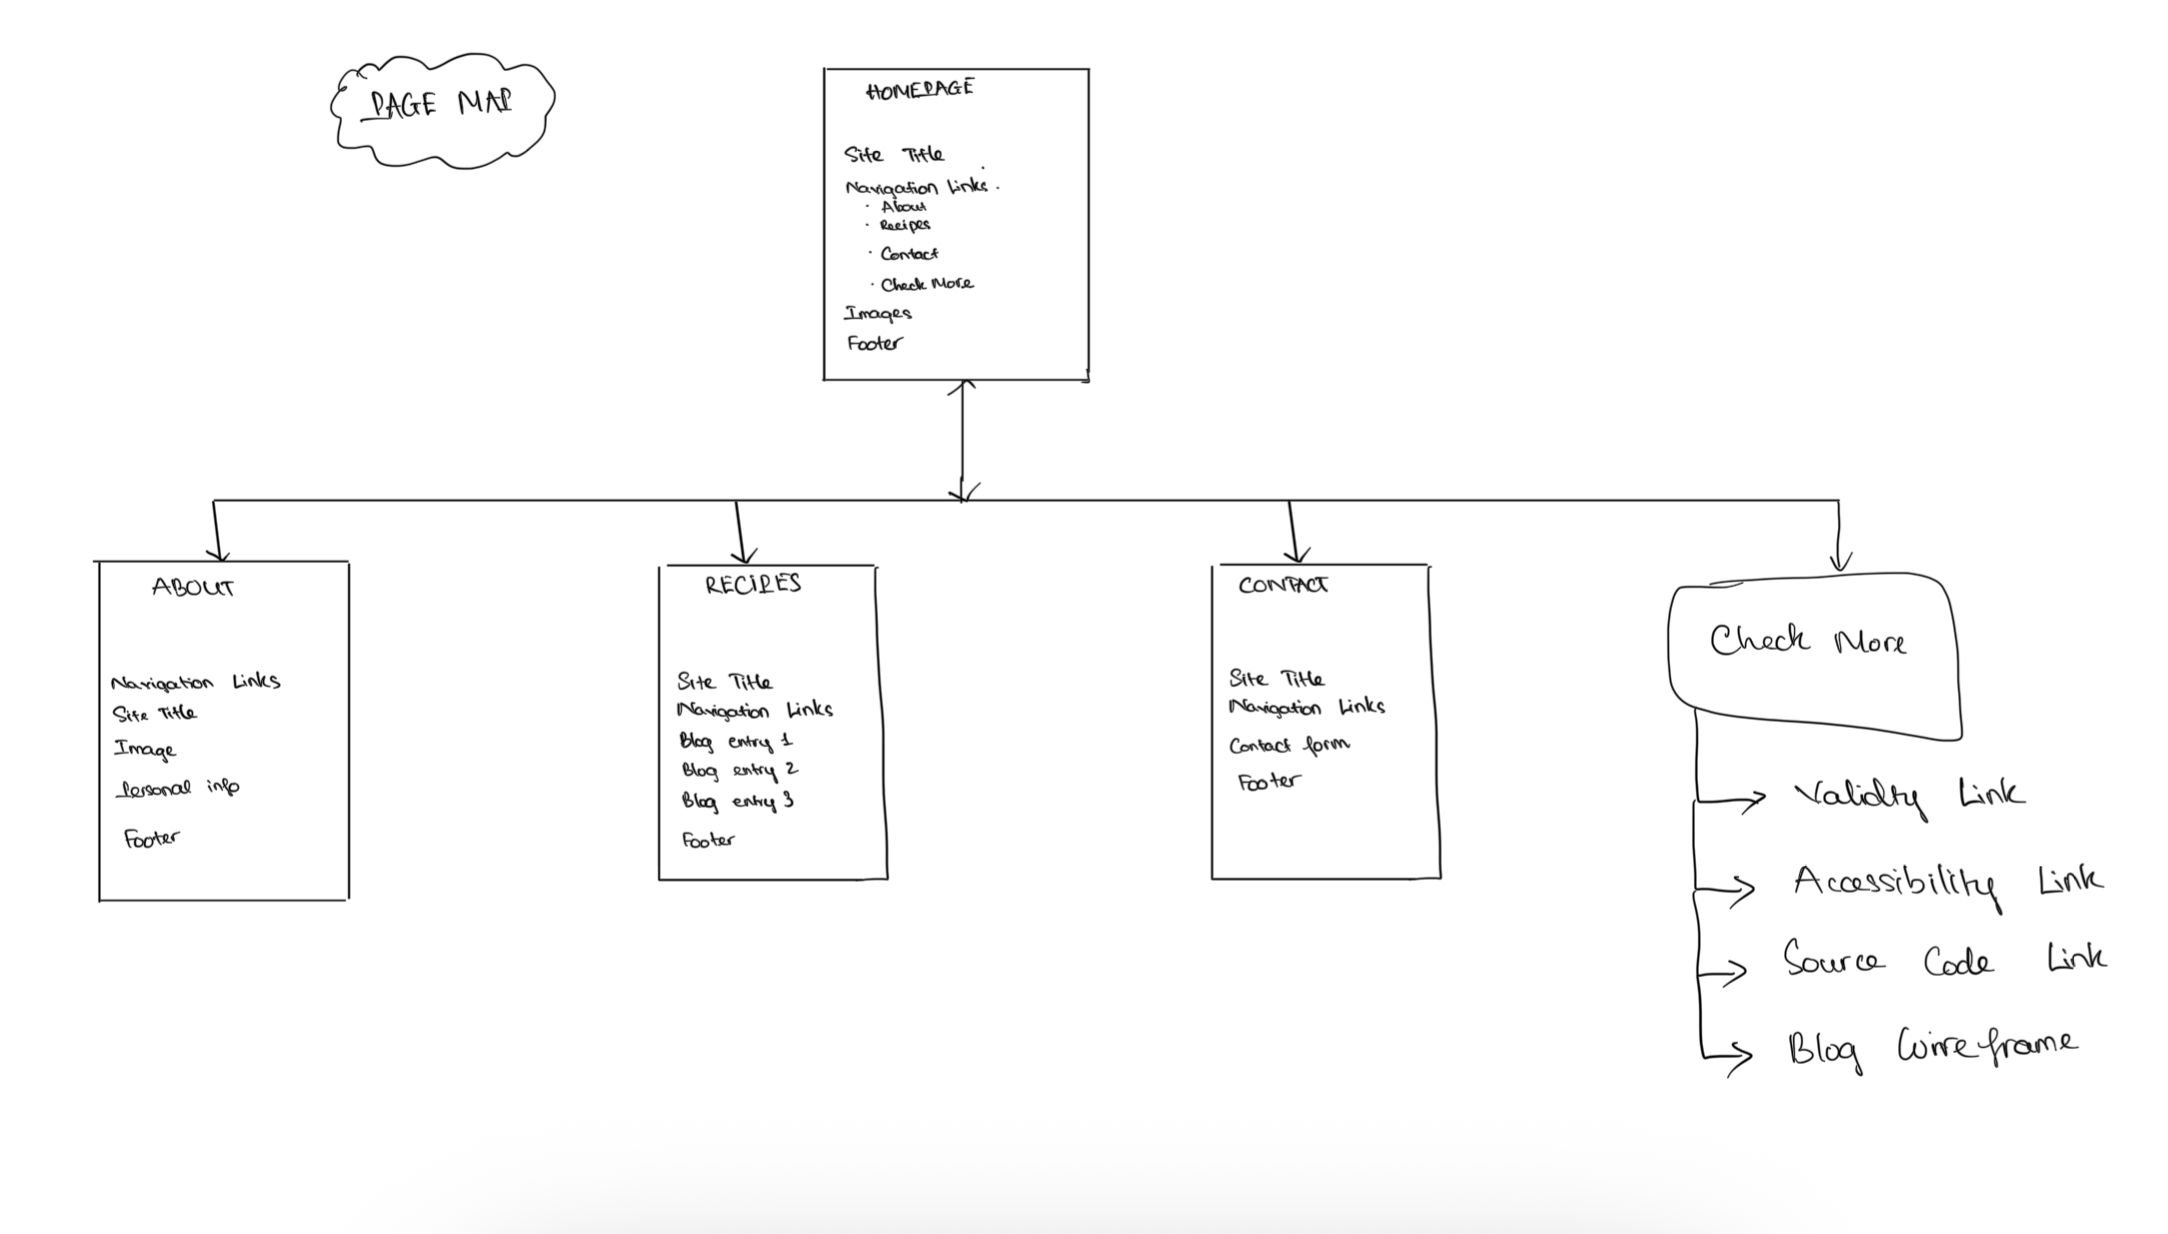 PAGE MAP
HOMEPAGE
Site Title
Navigation Links.
· About
· Recipes
· Contact
· Check More
Images
Footer
ABOUT
Navigation Links
Site Title
Image
Personal info
Footer
RECIPES
Site Title
Navigation Links
Blog entry 1
Blog entry 2
Blog entry 3
Footer
CONTACT
Site Title
Navigation Links
Contact form
Footer
Check More
Validty Link
Accessibility Link
Source Code Link
Blog Wireframe